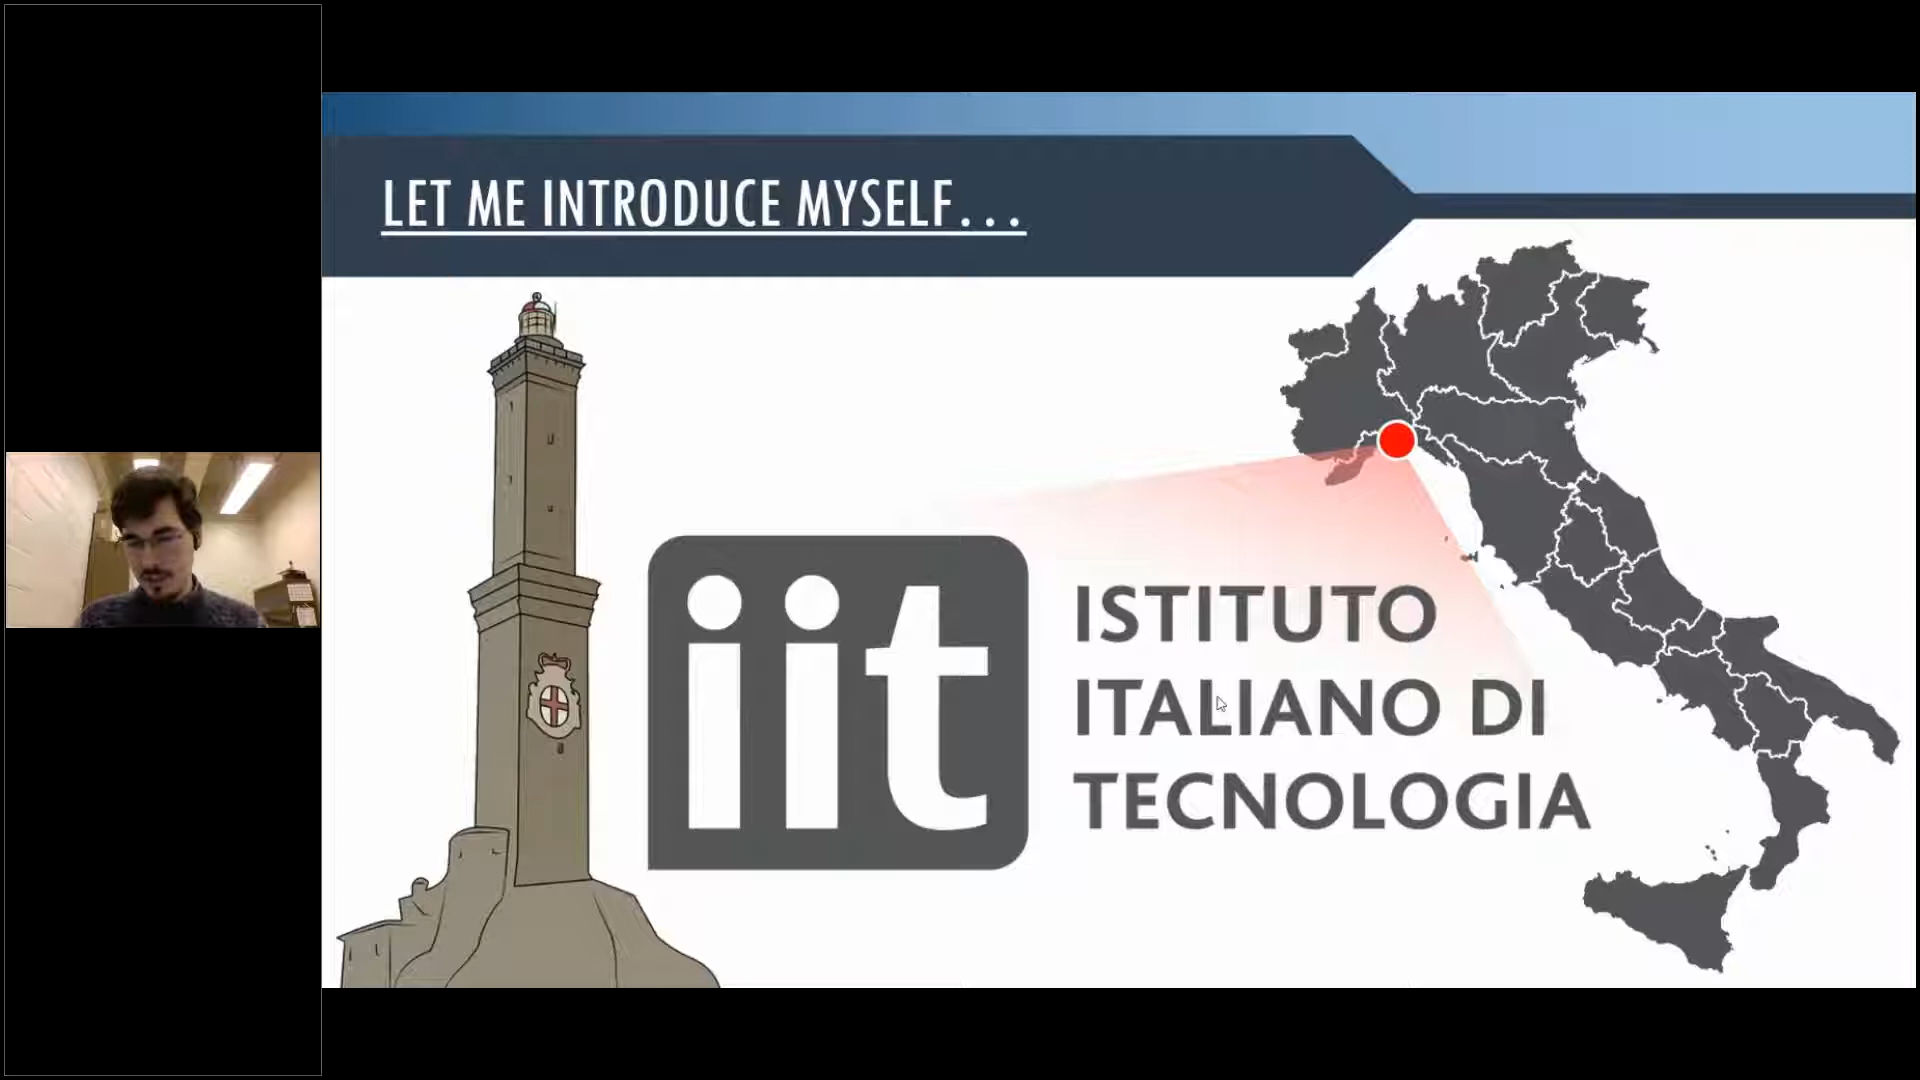 LET ME INTRODUCE MYSELF...
iit
ISTITUTO
ITALIANO DI
TECNOLOGIA